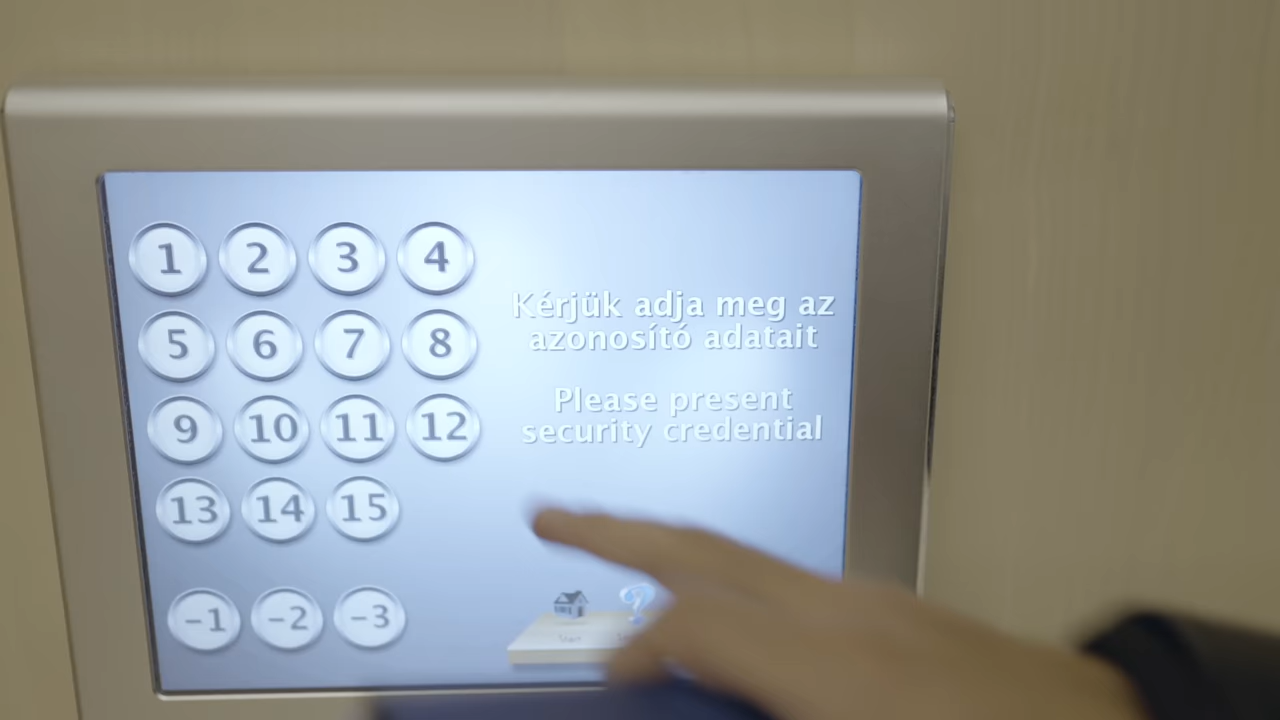 1 2 3 4
5 6 7 8
9 10 11 12
13 14 15
-1 -2 -3
Kérjük adja meg az
azonosító adatait
Please present
security credential
?